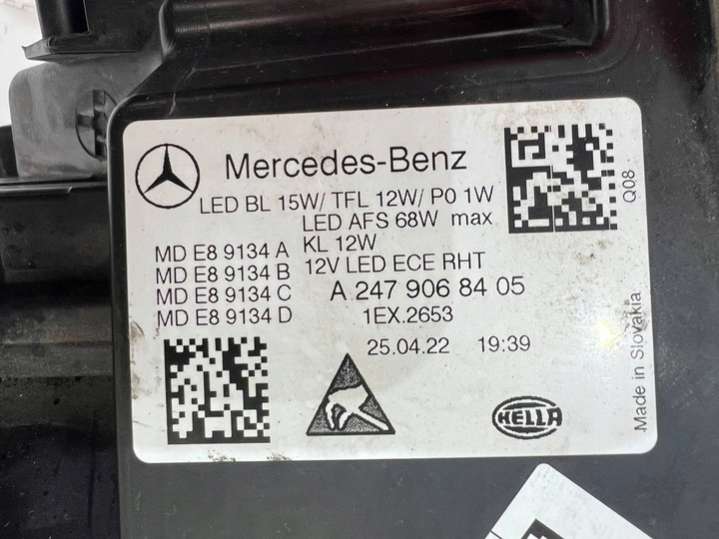 Mercedes-Benz
LED BL 15W/ TFL 12W/ P0 1W
LED AFS 68W max
KL 12W
12V LED ECE RHT
MD E8 9134 A
MD E8 9134 B
MD E8 9134 C
MD E8 9134 D
A 247 906 84 05
1EX.2653
25.04.22 19:39
HELLA
Q08
Made in Slovakia